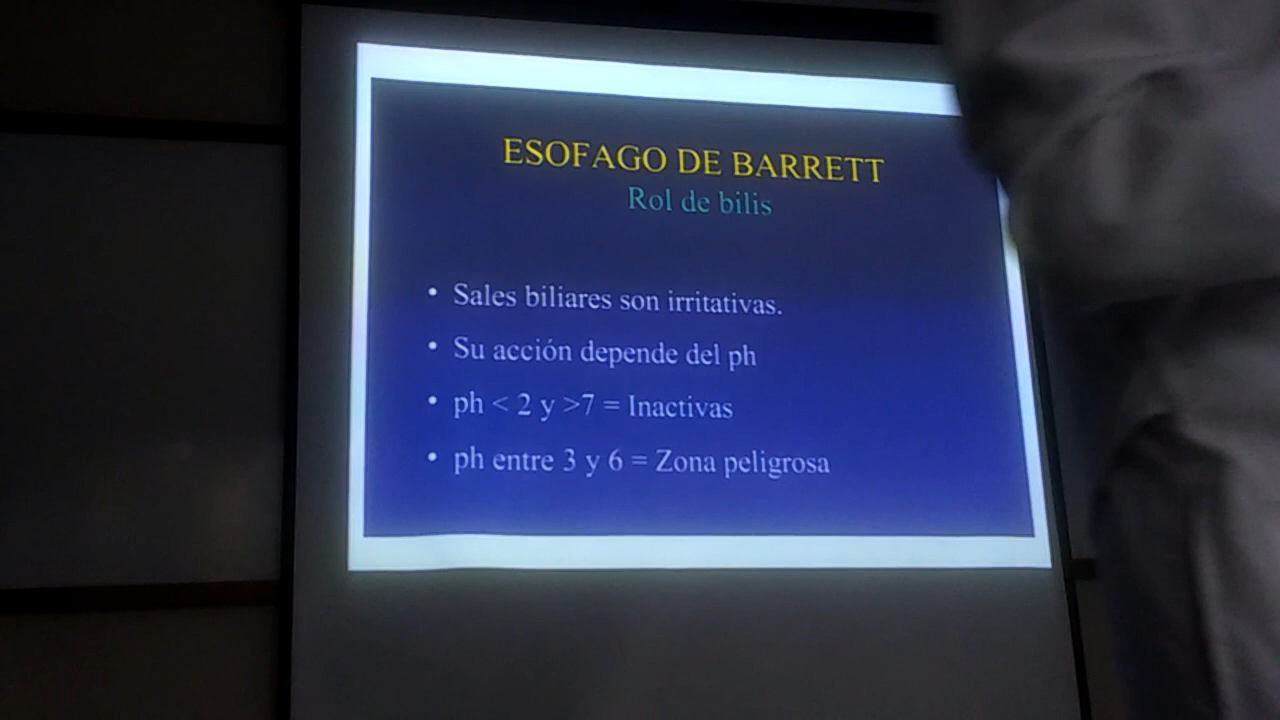 ESOFAGO DE BARRETT
Rol de bilis
• Sales biliares son irritativas.
• Su acción depende del ph
• ph < 2 y >7 = Inactivas
• ph entre 3 y 6 = Zona peligrosa